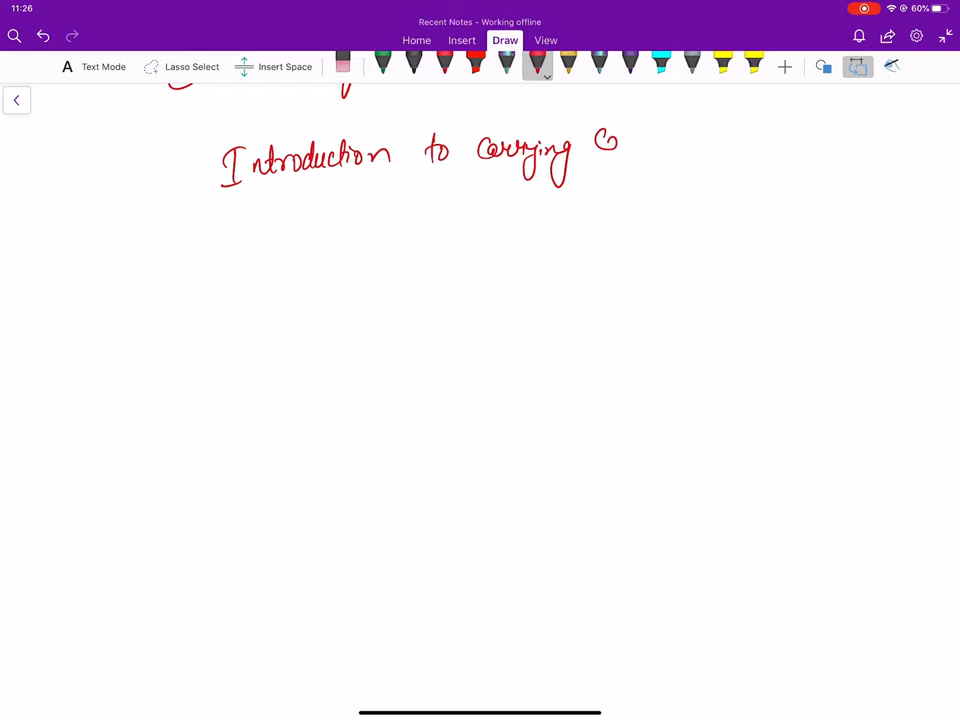 11:26
60%
Recent Notes - Working offline
Home Insert Draw View
A Text Mode Lasso Select Insert Space
Introduction to carrying